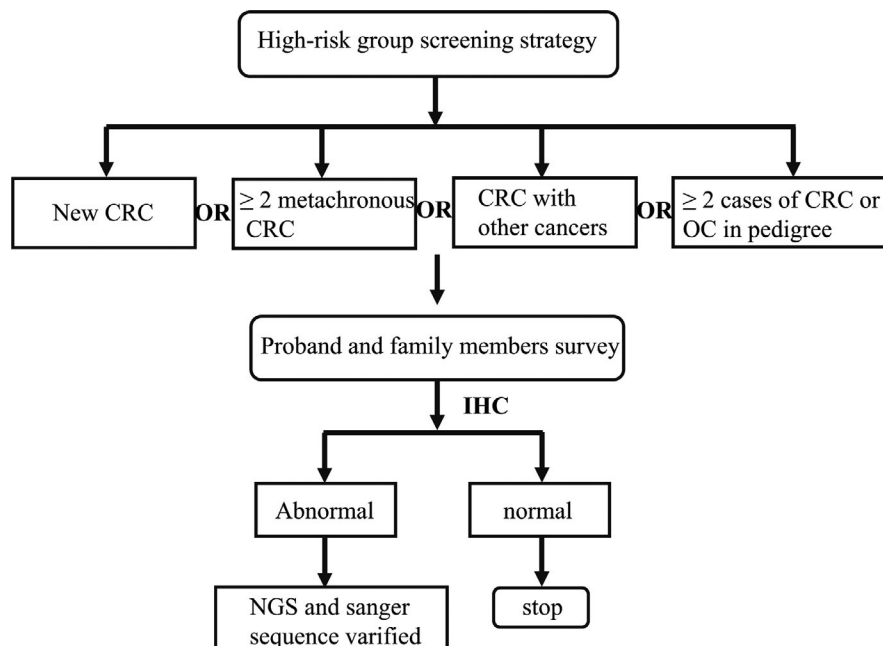 High-risk group screening strategy
New CRC
OR
≥ 2 metachronous
CRC
OR
CRC with
other cancers
OR
≥ 2 cases of CRC or
OC in pedigree
Proband and family members survey
IHC
Abnormal
normal
NGS and sanger
sequence varified
stop